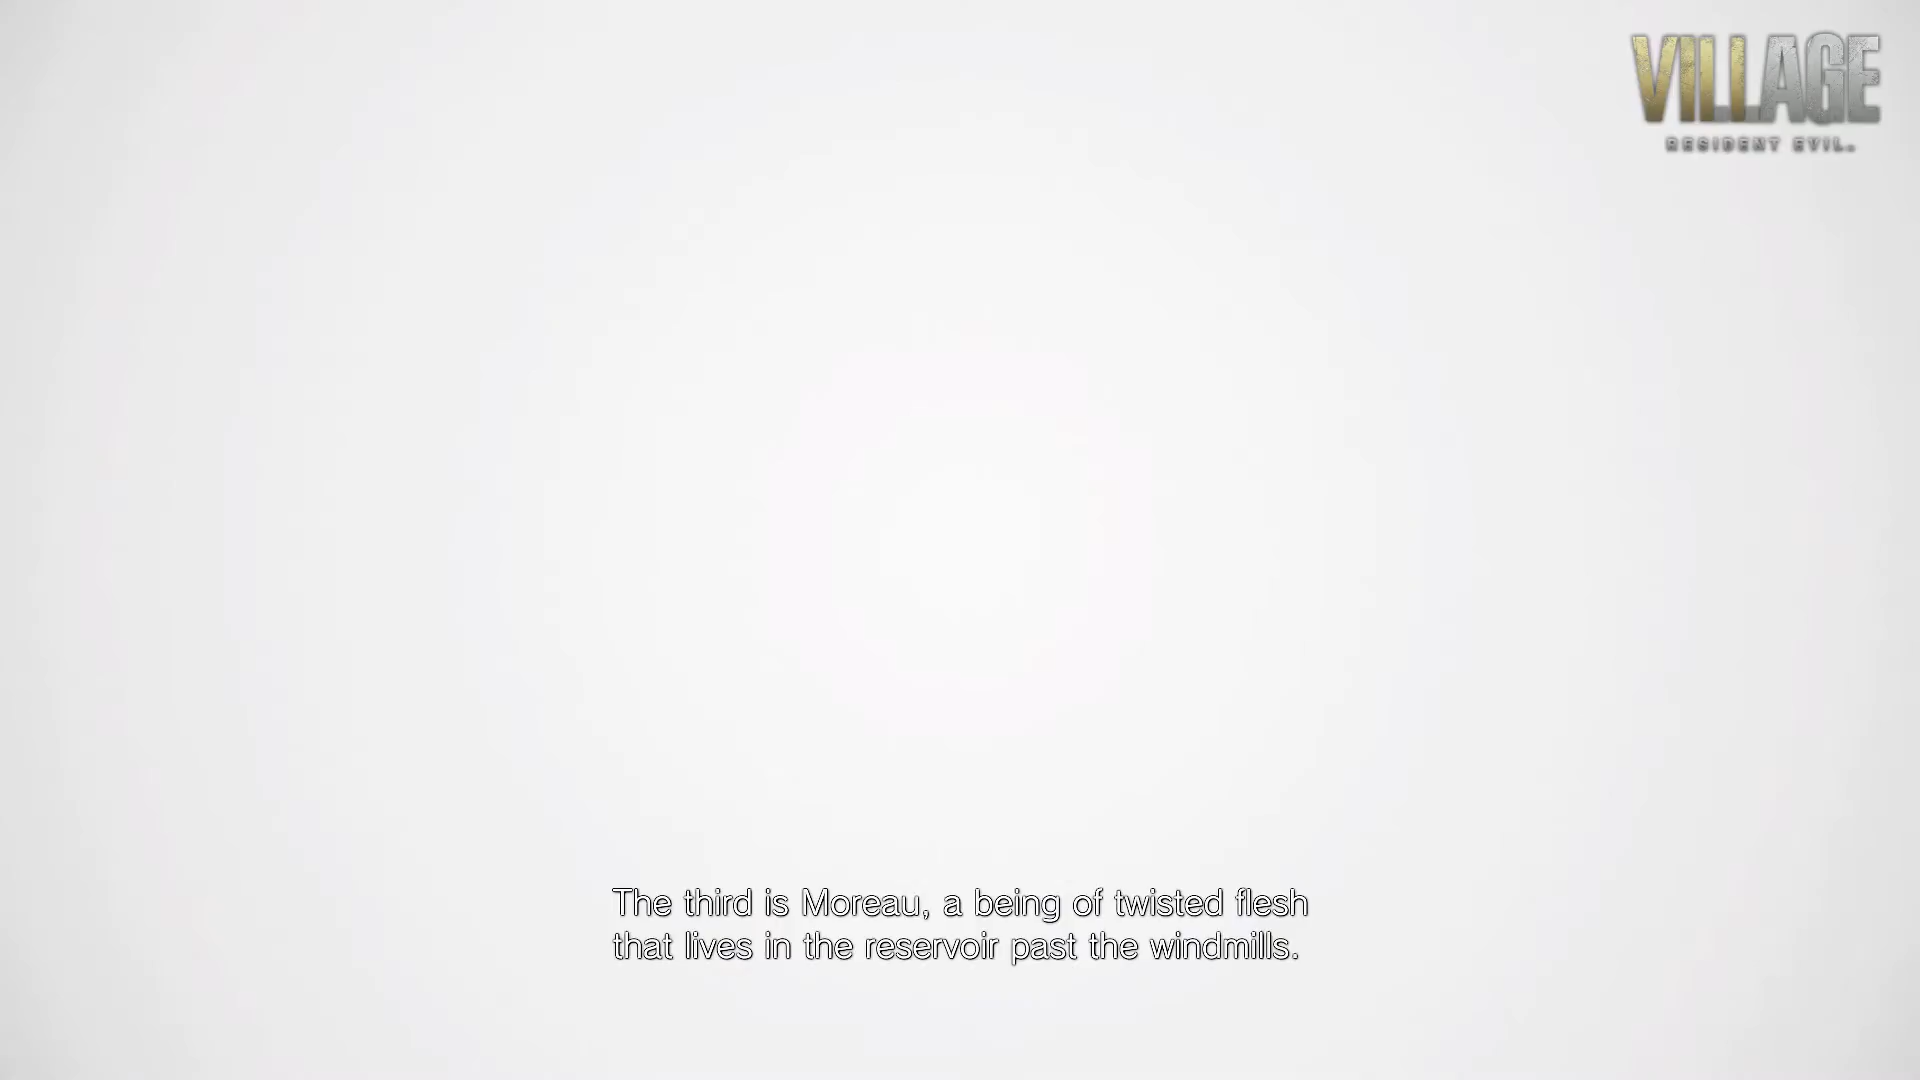 VILLAGE
RESIDENT EVIL.
The third is Moreau, a being of twisted flesh
that lives in the reservoir past the windmills.